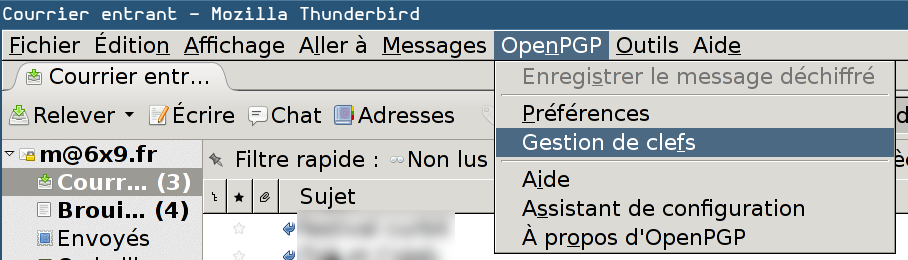 Courrier entrant – Mozilla Thunderbird
Fichier Édition Affichage Aller à Messages OpenPGP Outils Aide
Courrier entr...
Enregistrer le message déchiffré
Relever Écrire Chat Adresses
Préférences
Gestion de clefs
m@6x9.fr
Filtre rapide : Non lus
Courr... (3)
Aide
Sujet
Broui... (4)
Assistant de configuration
Envoyés
À propos d'OpenPGP